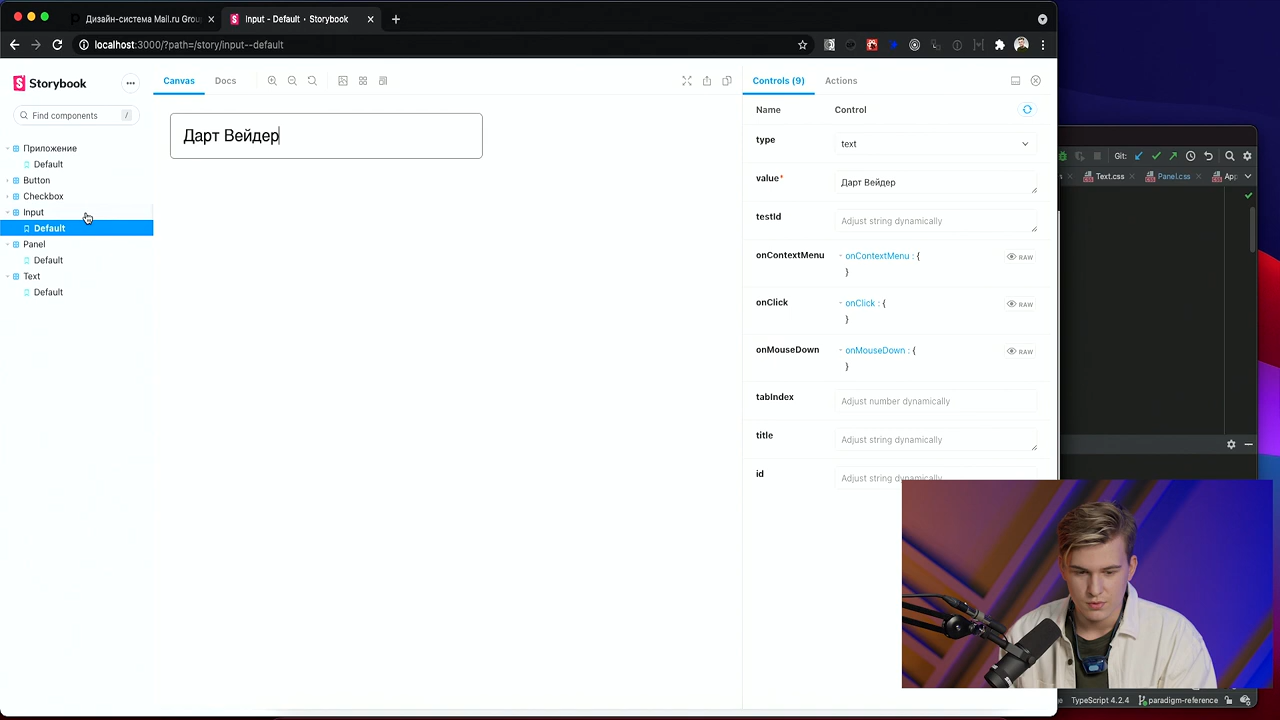 Дизайн-система Mail.ru Grou
Input - Default · Storybook
localhost:3000/?path=/story/input--default
Storybook
Find components
/
Приложение
Default
Button
Checkbox
Input
Default
Panel
Default
Text
Default
Canvas
Docs
Дарт Вейдер
Controls (9)
Actions
Name
Control
type
text
value*
Дарт Вейдер
testId
Adjust string dynamically
onContextMenu
onContextMenu : {
}
RAW
onClick
onClick : {
}
RAW
onMouseDown
onMouseDown : {
}
RAW
tabIndex
Adjust number dynamically
title
Adjust string dynamically
id
Adjust string dynamically
Git:
Text.css
Panel.css
App
TypeScript 4.2.4
paradigm-reference